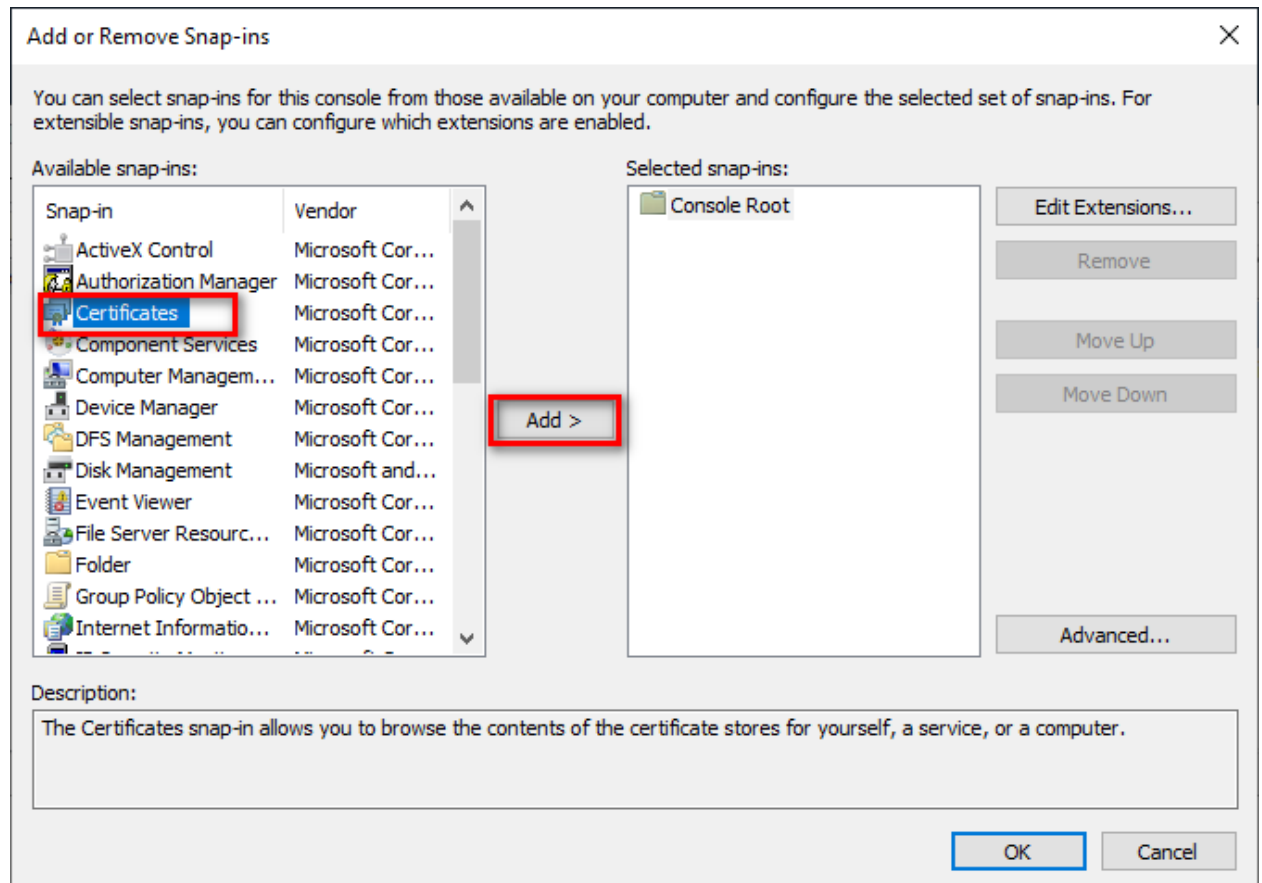 Add or Remove Snap-ins
You can select snap-ins for this console from those available on your computer and configure the selected set of snap-ins. For
extensible snap-ins, you can configure which extensions are enabled.
Available snap-ins:
Snap-in Vendor
ActiveX Control Microsoft Cor...
Authorization Manager Microsoft Cor...
Certificates Microsoft Cor...
Component Services Microsoft Cor...
Computer Managem... Microsoft Cor...
Device Manager Microsoft Cor...
DFS Management Microsoft Cor...
Disk Management Microsoft and...
Event Viewer Microsoft Cor...
File Server Resourc... Microsoft Cor...
Folder Microsoft Cor...
Group Policy Object ... Microsoft Cor...
Internet Informatio... Microsoft Cor...
Add >
Selected snap-ins:
Console Root
Edit Extensions...
Remove
Move Up
Move Down
Advanced...
Description:
The Certificates snap-in allows you to browse the contents of the certificate stores for yourself, a service, or a computer.
OK
Cancel